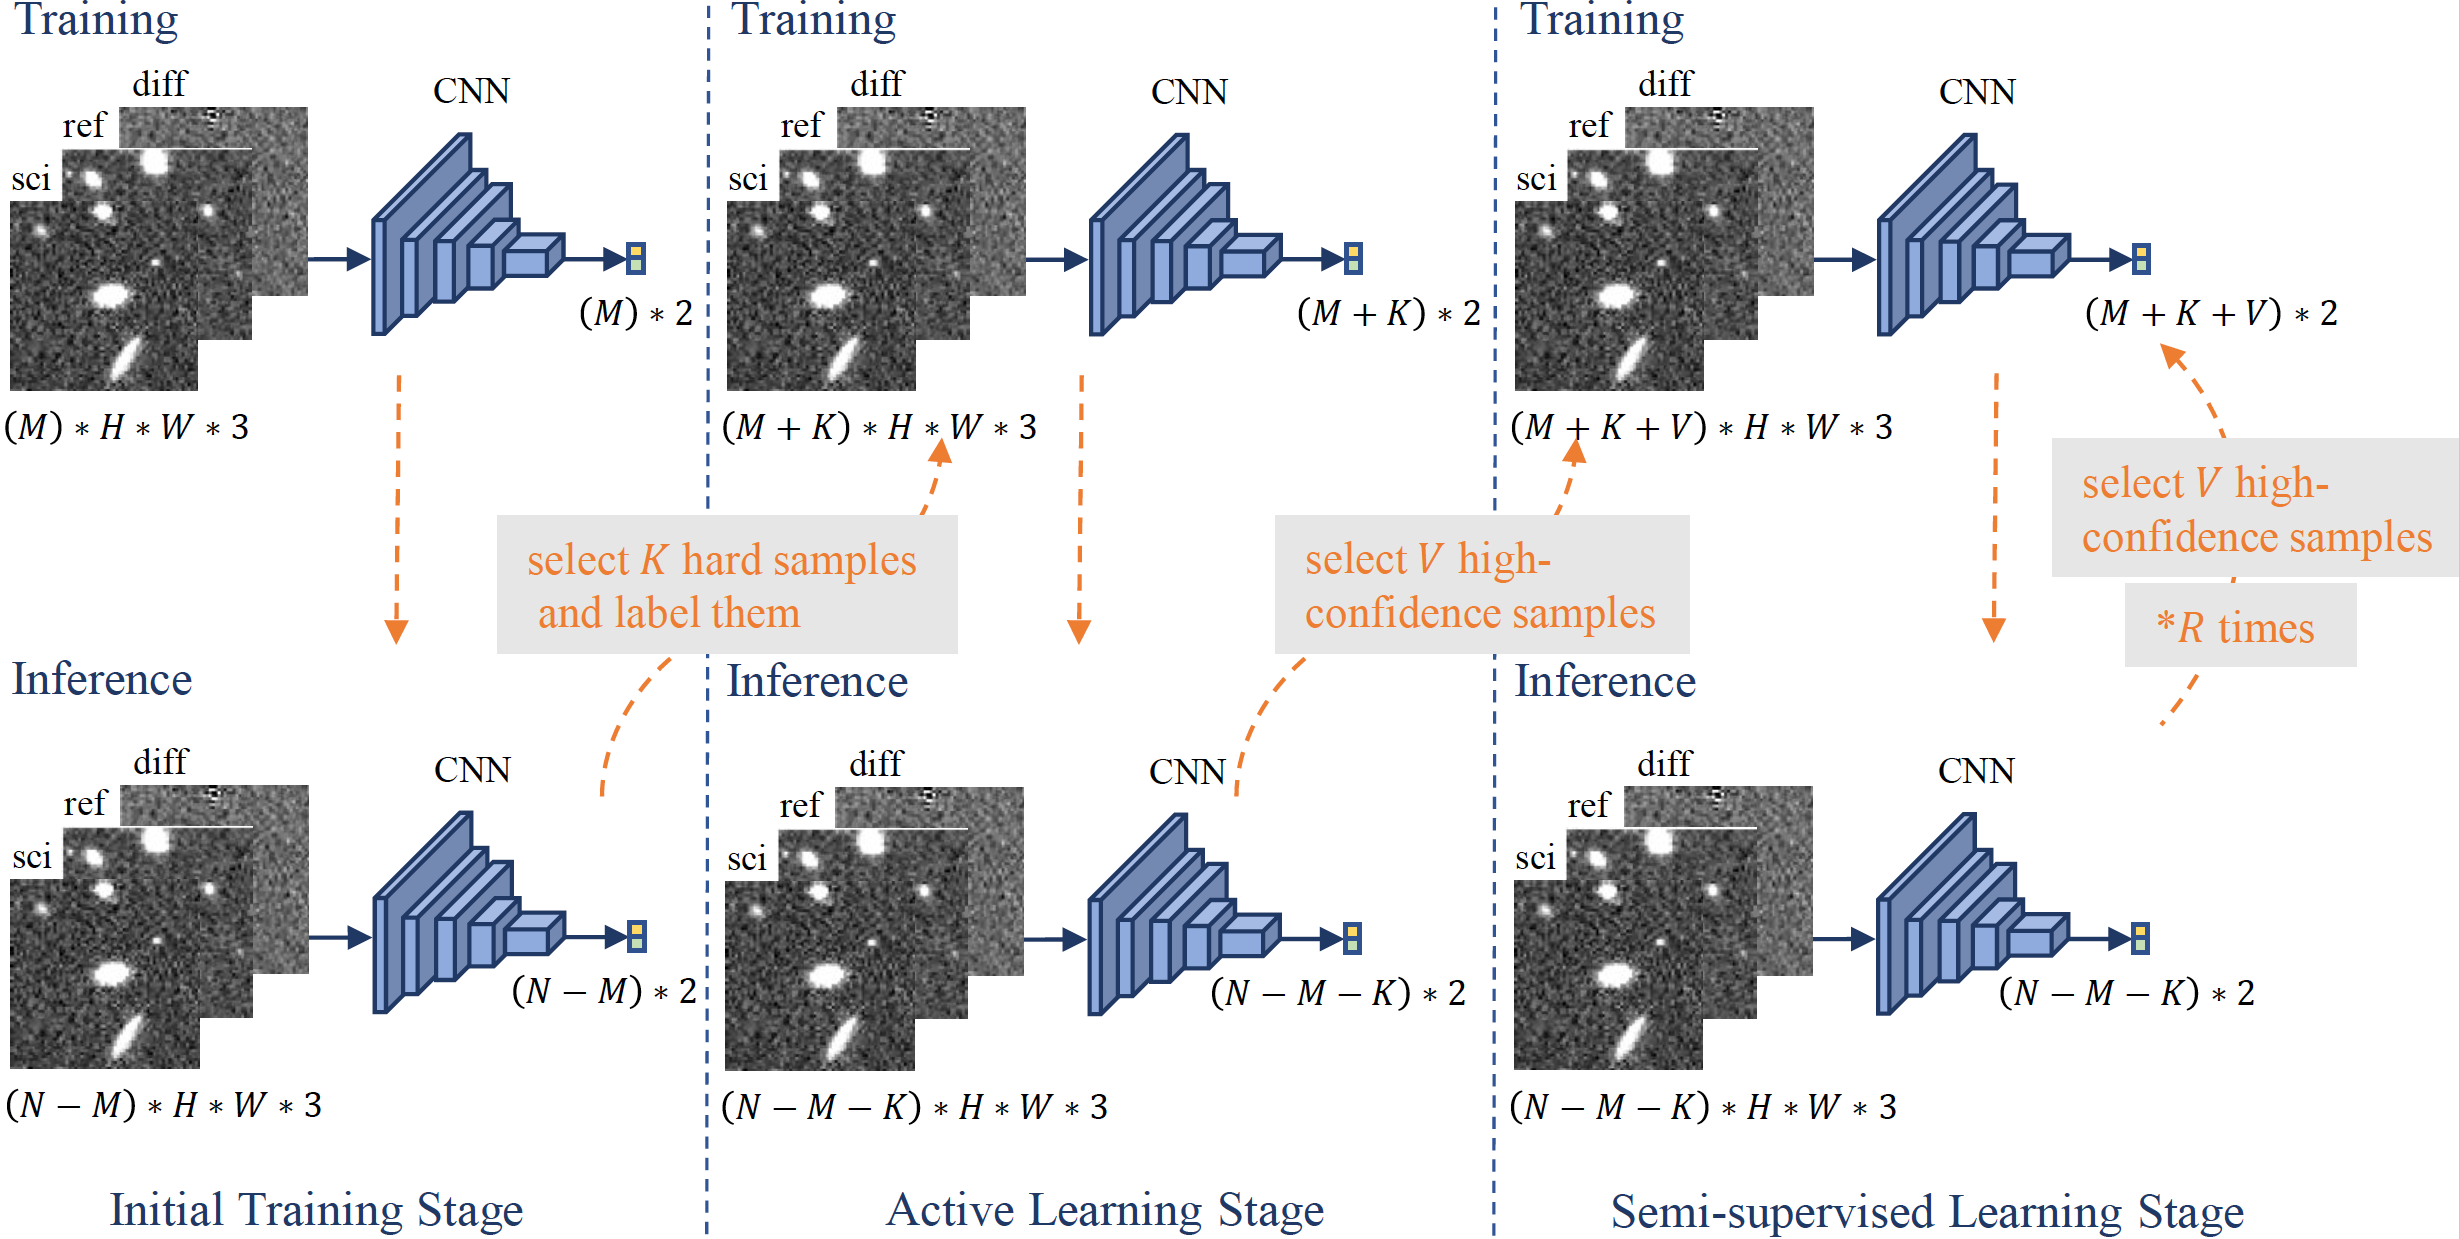 Training
diff
ref
sci
CNN
(M) ∗ 2
(M) ∗ H ∗ W ∗ 3
select K hard samples
and label them
Inference
diff
ref
sci
CNN
(N − M) ∗ 2
(N − M) ∗ H ∗ W ∗ 3
Initial Training Stage
Training
diff
ref
sci
CNN
(M + K) ∗ 2
(M + K) ∗ H ∗ W ∗ 3
select V high-
confidence samples
Inference
diff
ref
sci
CNN
(N − M − K) ∗ 2
(N − M − K) ∗ H ∗ W ∗ 3
Active Learning Stage
Training
diff
ref
sci
CNN
(M + K + V) ∗ 2
(M + K + V) ∗ H ∗ W ∗ 3
select V high-
confidence samples
*R times
Inference
diff
ref
sci
CNN
(N − M − K) ∗ 2
(N − M − K) ∗ H ∗ W ∗ 3
Semi-supervised Learning Stage